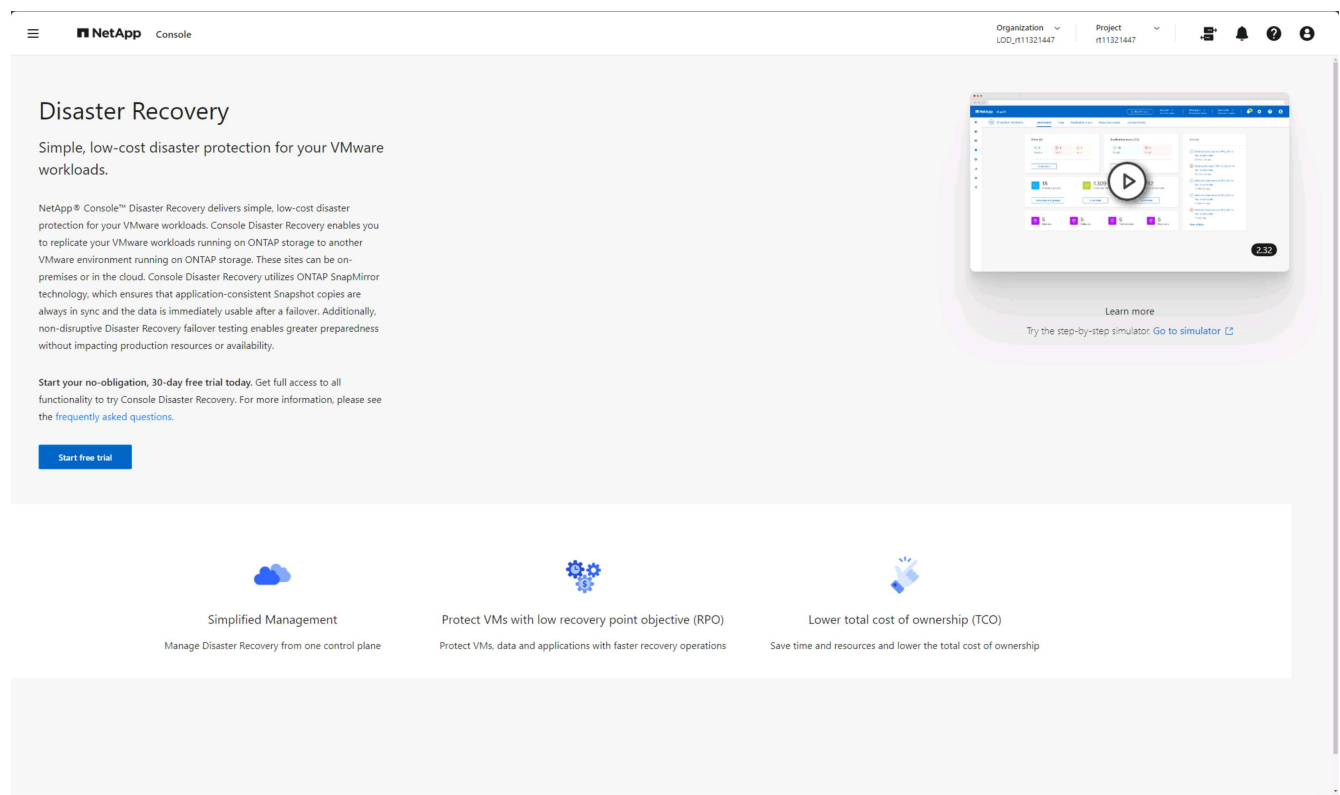 NetApp Console
Organization
LOD_rt11321447
Project
rt11321447
Disaster Recovery
Simple, low-cost disaster protection for your VMware
workloads.
NetApp® Console™ Disaster Recovery delivers simple, low-cost disaster
protection for your VMware workloads. Console Disaster Recovery enables you
to replicate your VMware workloads running on ONTAP storage to another
VMware environment running on ONTAP storage. These sites can be on-
premises or in the cloud. Console Disaster Recovery utilizes ONTAP SnapMirror
technology, which ensures that application-consistent Snapshot copies are
always in sync and the data is immediately usable after a failover. Additionally,
non-disruptive Disaster Recovery failover testing enables greater preparedness
without impacting production resources or availability.
Start your no-obligation, 30-day free trial today. Get full access to all
functionality to try Console Disaster Recovery. For more information, please see
the frequently asked questions.
Start free trial
2.32
Learn more
Try the step-by-step simulator. Go to simulator
Simplified Management
Manage Disaster Recovery from one control plane
Protect VMs with low recovery point objective (RPO)
Protect VMs, data and applications with faster recovery operations
Lower total cost of ownership (TCO)
Save time and resources and lower the total cost of ownership